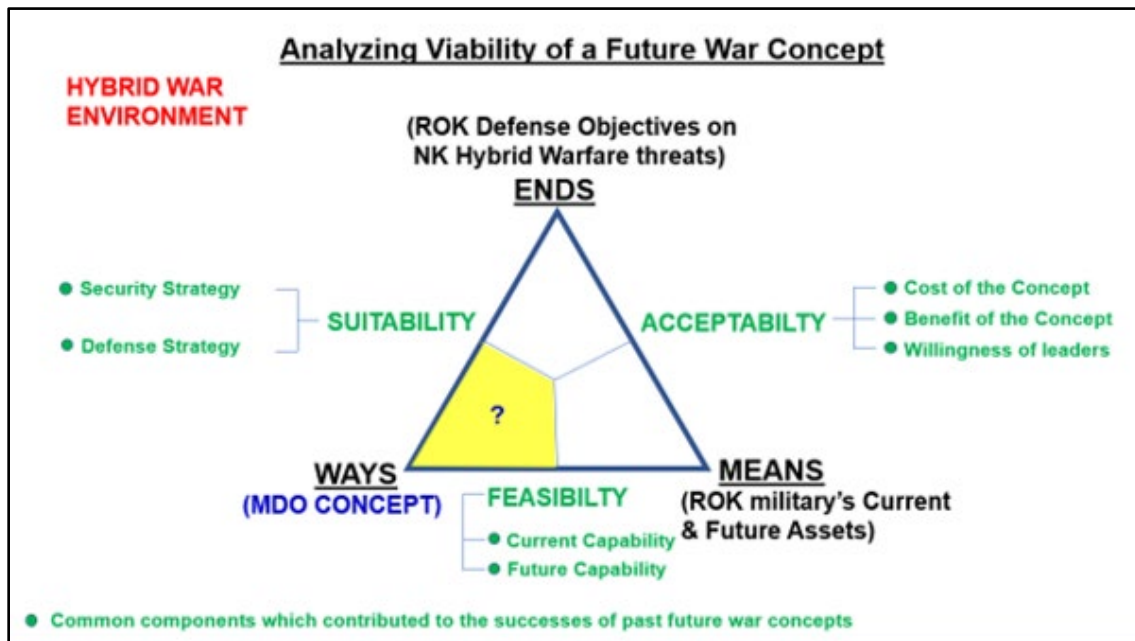 Analyzing Viability of a Future War Concept
HYBRID WAR
ENVIRONMENT
(ROK Defense Objectives on
NK Hybrid Warfare threats)
ENDS
Security Strategy
Defense Strategy
SUITABILITY
ACCEPTABILTY
Cost of the Concept
Benefit of the Concept
Willingness of leaders
?
WAYS
(MDO CONCEPT)
FEASIBILTY
Current Capability
Future Capability
MEANS
(ROK military's Current
& Future Assets)
Common components which contributed to the successes of past future war concepts